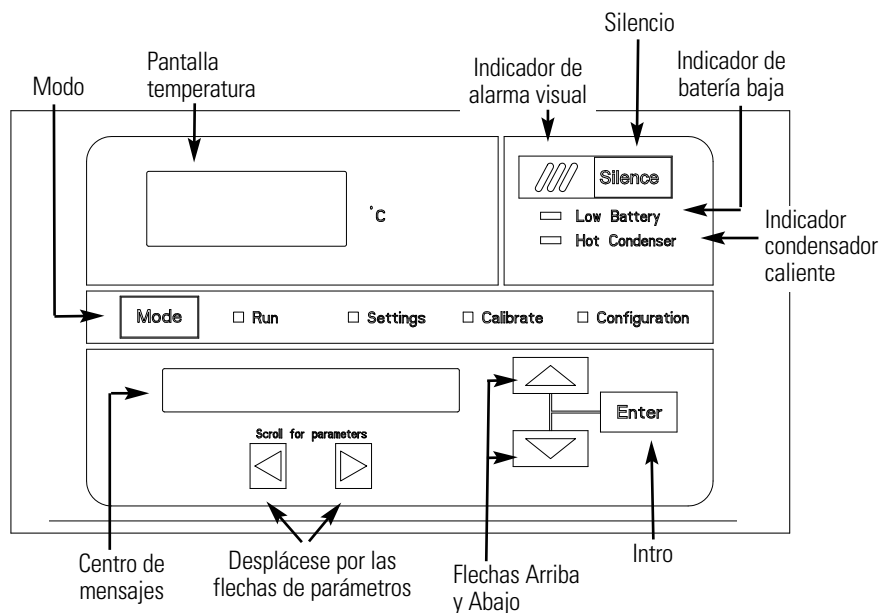 Silencio
Pantalla
temperatura
Indicador de
alarma visual
Indicador de
batería baja
Modo
Silence
°C
Low Battery
Hot Condenser
Indicador
condensador
caliente
Mode
Run
Settings
Calibrate
Configuration
Enter
Scroll for parameters
Centro de
mensajes
Desplácese por las
flechas de parámetros
Flechas Arriba
y Abajo
Intro